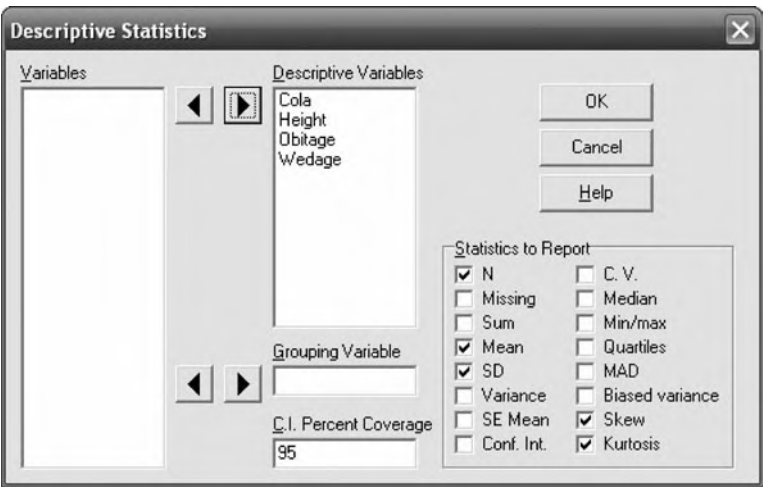 Descriptive Statistics
Variables
Descriptive Variables
Cola
Height
Obitage
Wedage
OK
Cancel
Help
Statistics to Report
N
C. V.
Missing
Median
Sum
Min/max
Mean
Quartiles
SD
MAD
Variance
Biased variance
SE Mean
Skew
Conf. Int.
Kurtosis
Grouping Variable
C.I. Percent Coverage
95